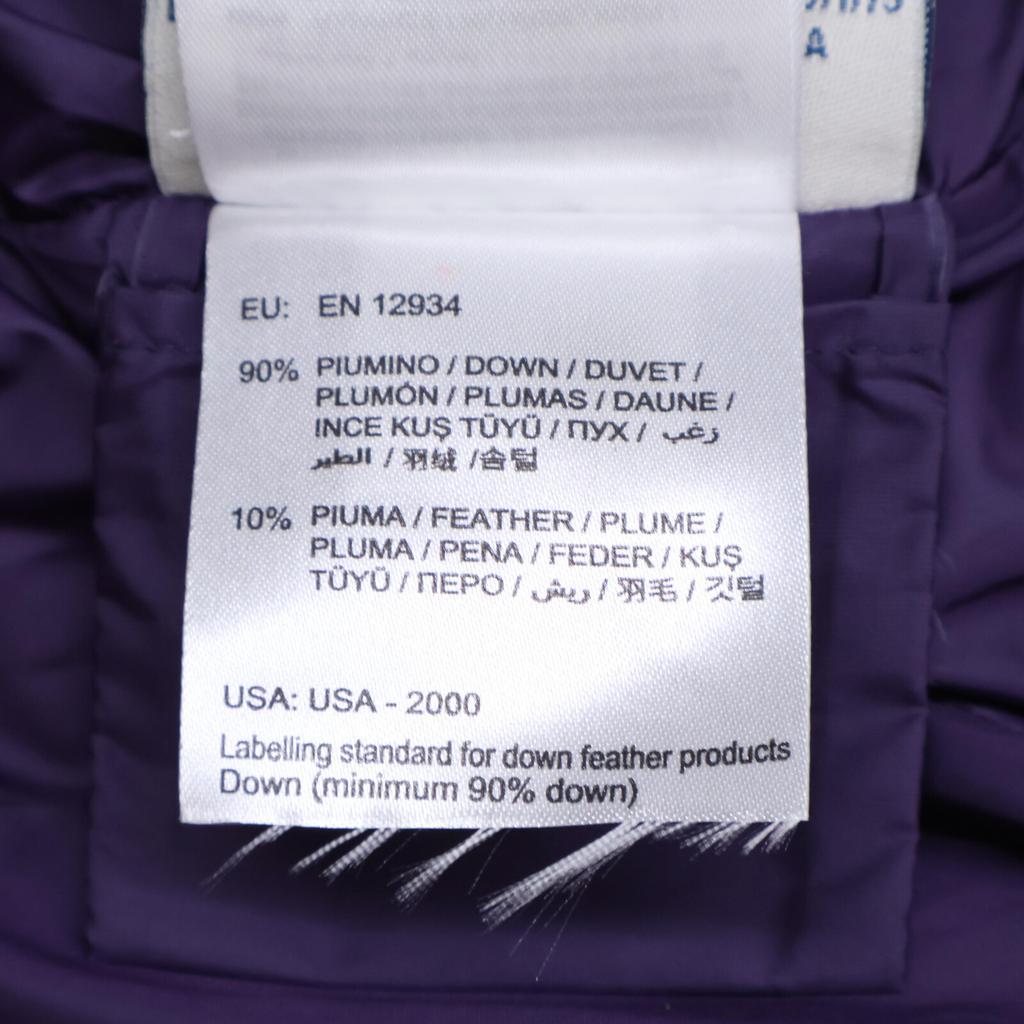 EU: EN 12934
90% PIUMINO / DOWN / DUVET /
PLUMÓN / PLUMAS / DAUNE /
INCE KUŞ TÜYÜ / ПУХ / زغب
الطير / 羽绒 /솜털
10% PIUMA / FEATHER / PLUME /
PLUMA / PENA / FEDER / KUŞ
TÜYÜ / ПЕРО / ريش / 羽毛 / 깃털
USA: USA - 2000
Labelling standard for down feather products
Down (minimum 90% down)